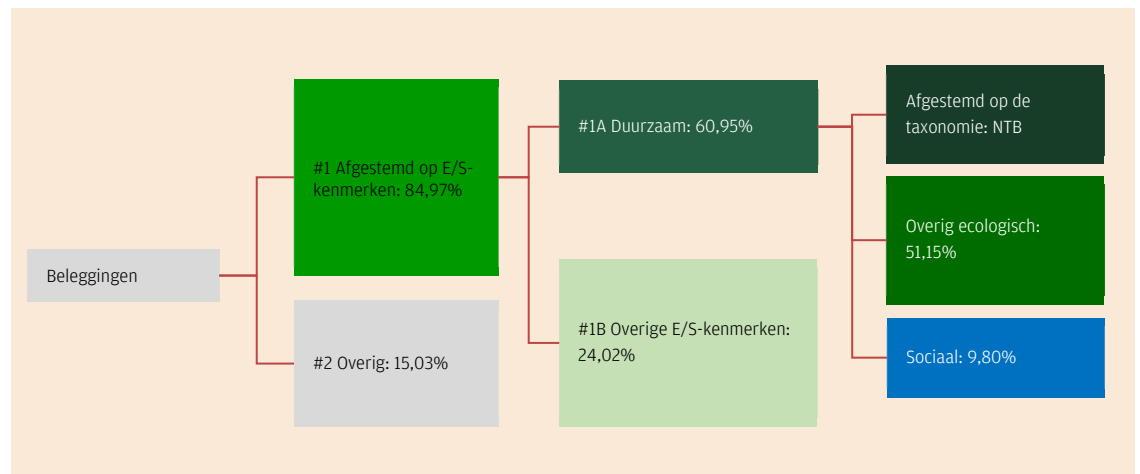 Beleggingen
#1 Afgestemd op E/S-
kenmerken: 84,97%
#2 Overig: 15,03%
#1A Duurzaam: 60,95%
#1B Overige E/S-kenmerken:
24,02%
Afgestemd op de
taxonomie: NTB
Overig ecologisch:
51,15%
Sociaal: 9,80%